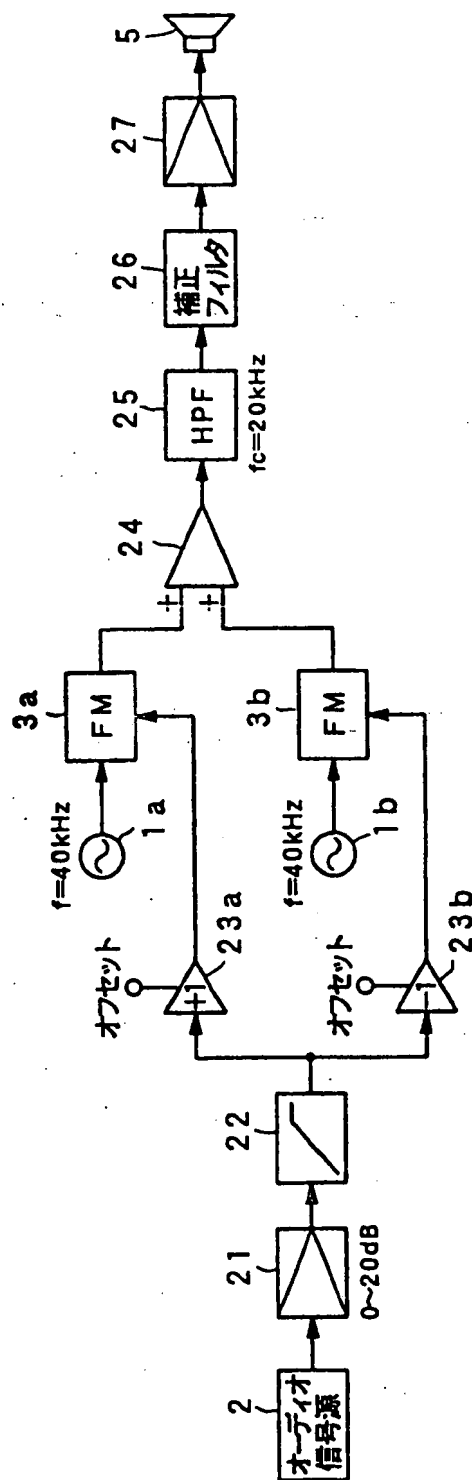 2
オーディオ
信号源
21
0~20dB
22
オフセット
+1
23a
オフセット
-1
23b
f=40kHz
1a
3a
FM
f=40kHz
1b
3b
FM
+
+
24
25
HPF
fc=20kHz
26
補正
フィルタ
27
5